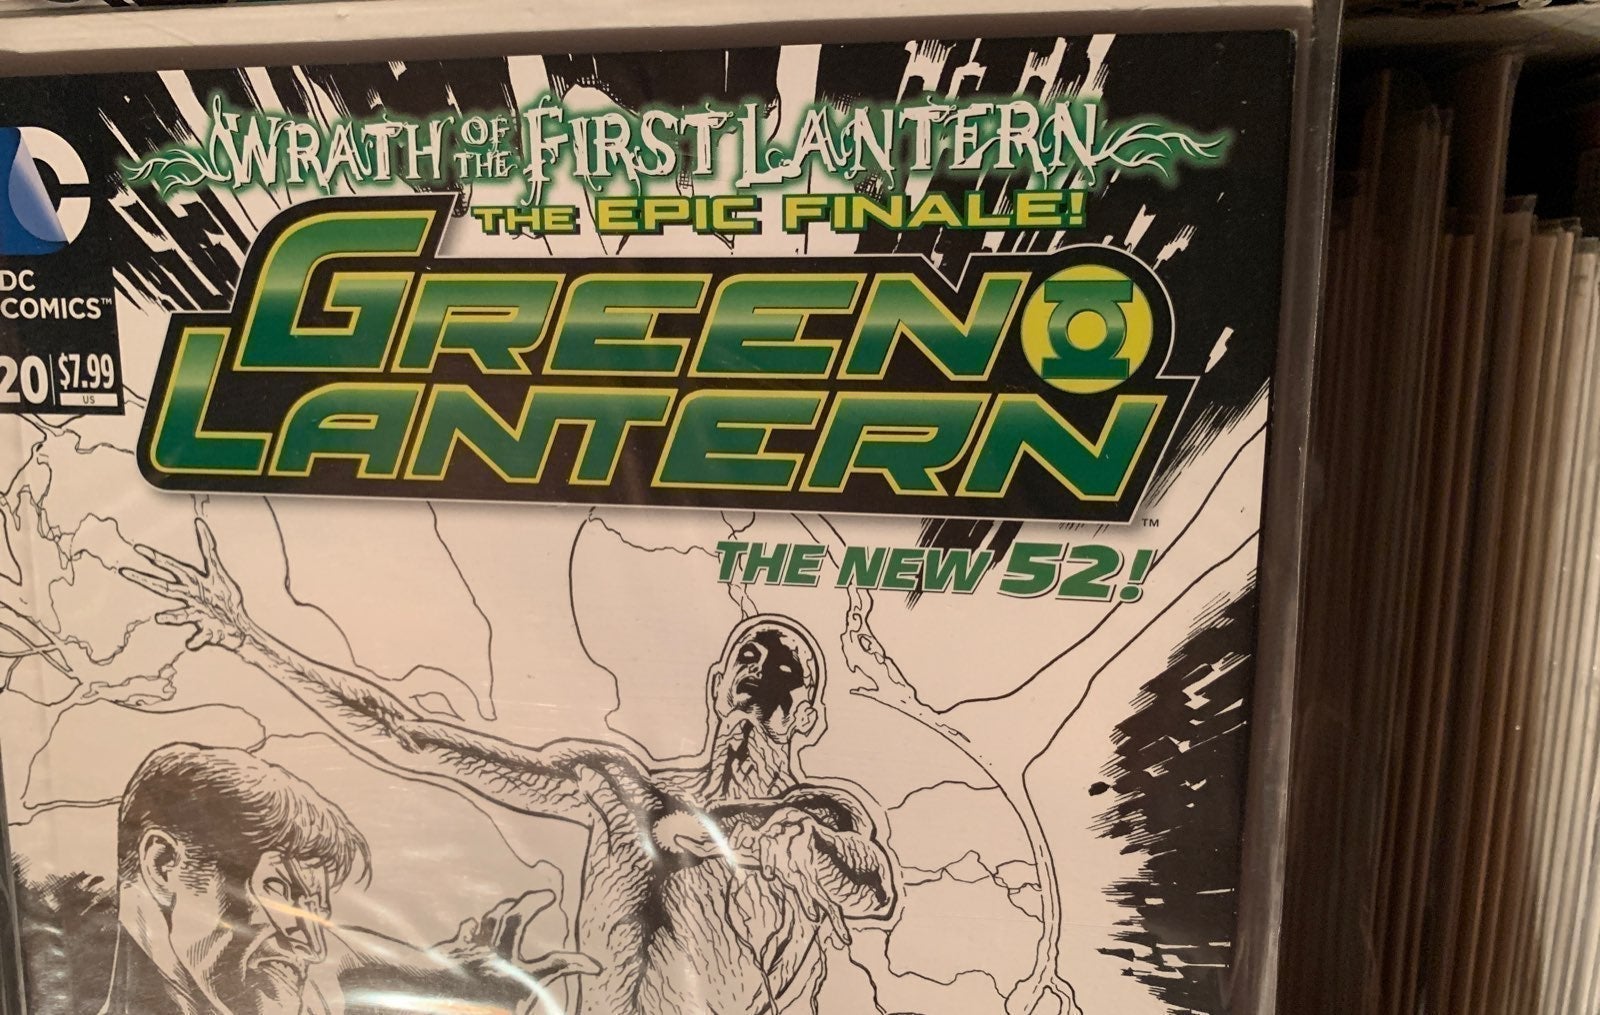 WRATH OF THE FIRST LANTERN
THE EPIC FINALE!
GREEN
LANTERN
TM
THE NEW 52!
DC
COMICS™
20 $7.99
US